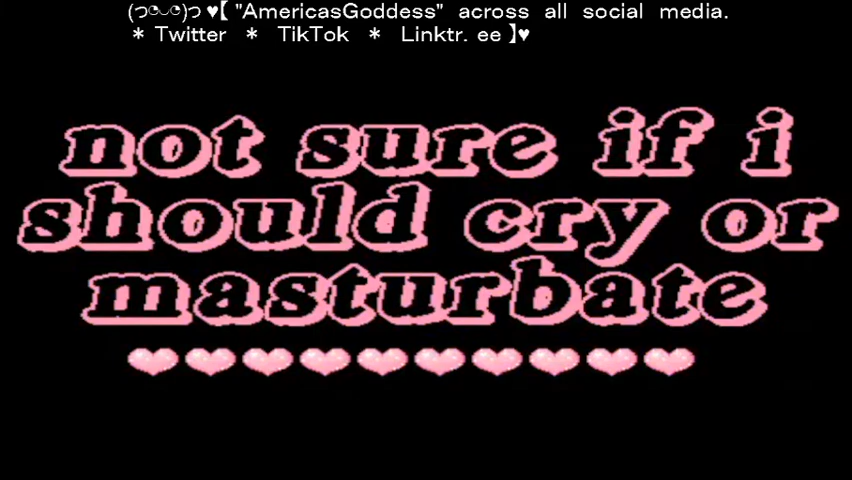 (つ◔◡◔)つ ♥【 "AmericasGoddess" across all social media.
* Twitter * TikTok * Linktr. ee 】♥
not sure if i
should cry or
masturbate